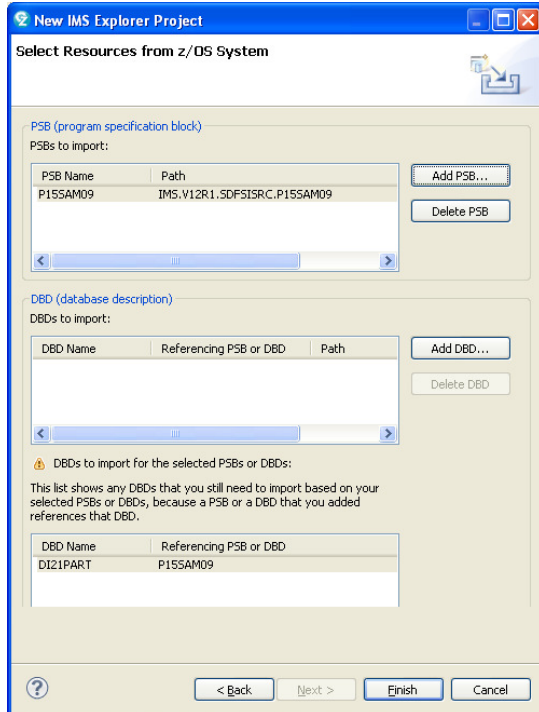 New IMS Explorer Project
Select Resources from z/OS System
PSB (program specification block)
PSBs to import:
PSB Name Path
P15SAM09 IMS.V12R1.SDFSISRC.P15SAM09
Add PSB...
Delete PSB
DBD (database description)
DBDs to import:
DBD Name Referencing PSB or DBD Path
Add DBD...
Delete DBD
DBDs to import for the selected PSBs or DBDs:
This list shows any DBDs that you still need to import based on your
selected PSBs or DBDs, because a PSB or a DBD that you added
references that DBD.
DBD Name Referencing PSB or DBD
DI21PART P15SAM09
? < Back Next > Finish Cancel